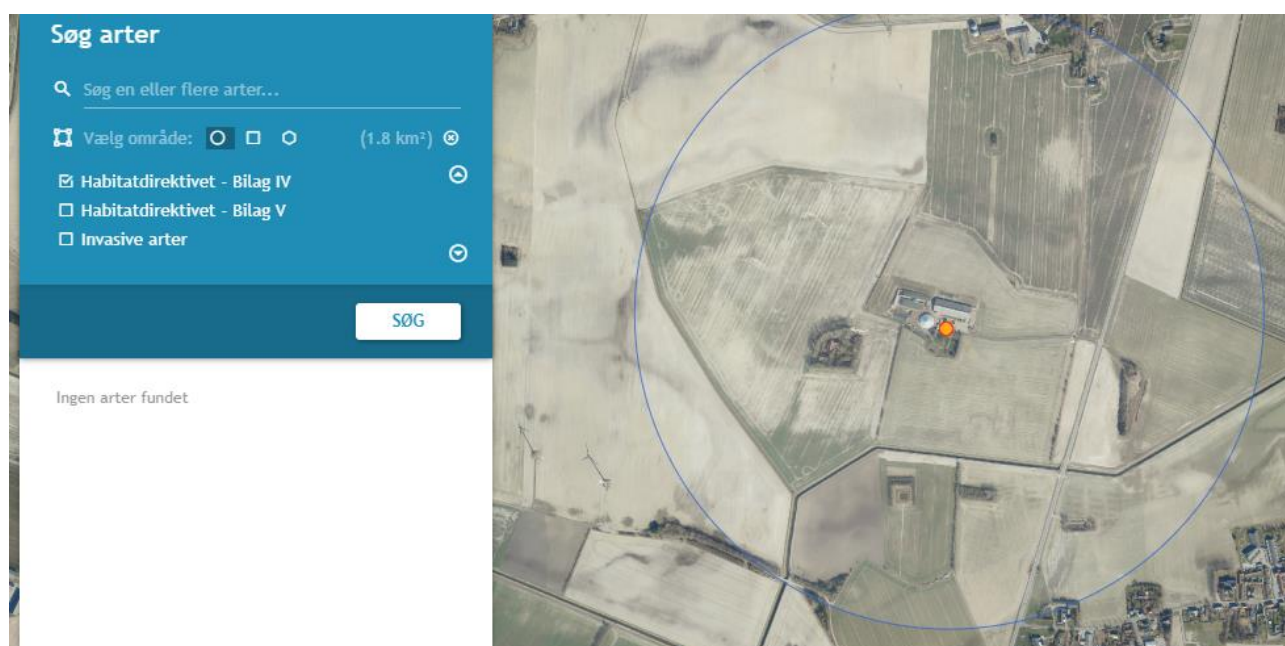 Søg arter
Søg en eller flere arter...
Vælg område: (1.8 km²)
Habitatdirektivet - Bilag IV
Habitatdirektivet - Bilag V
Invasive arter
SØG
Ingen arter fundet